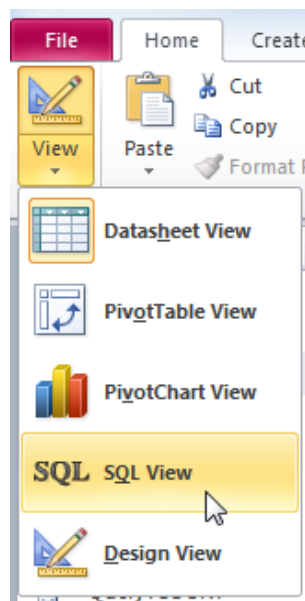 File Home Create
Cut
Copy
View Paste
Format
Datasheet View
PivotTable View
PivotChart View
SQL SQL View
Design View